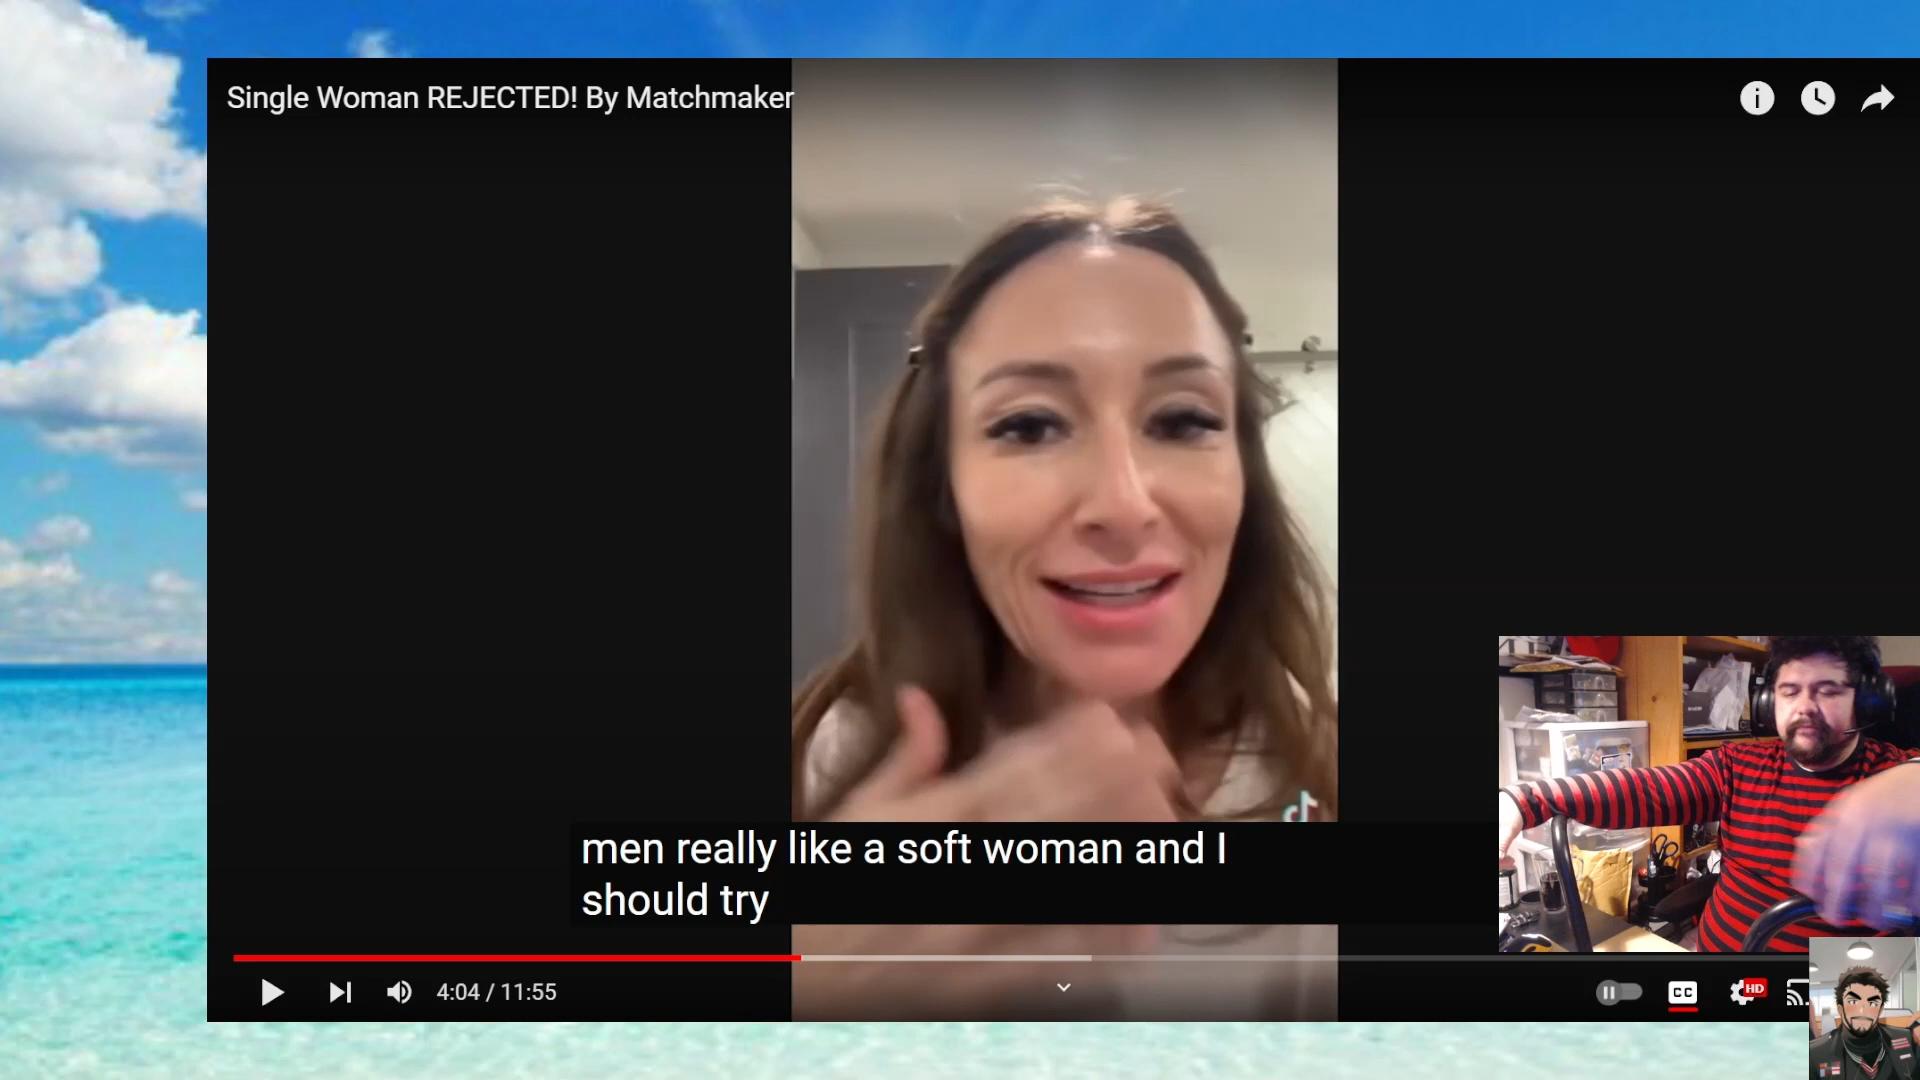 Single Woman REJECTED! By Matchmaker
men really like a soft woman and I
should try
4:04 / 11:55
CC
HD